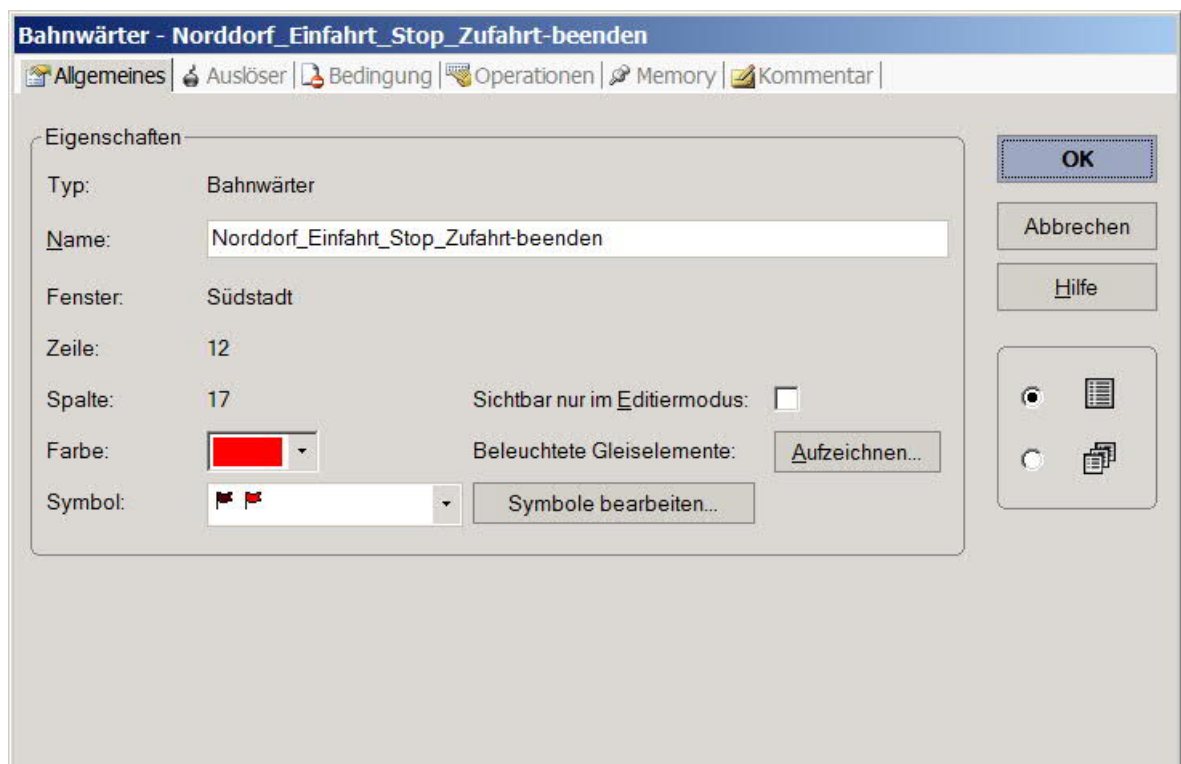 Bahnwärter - Norddorf_Einfahrt_Stop_Zufahrt-beenden
Allgemeines Auslöser Bedingung Operationen Memory Kommentar
Eigenschaften
Typ: Bahnwärter
Name: Norddorf_Einfahrt_Stop_Zufahrt-beenden
Fenster: Südstadt
Zeile: 12
Spalte: 17 Sichtbar nur im Editiermodus:
Farbe: Beleuchtete Gleiselemente: Aufzeichnen...
Symbol: Symbole bearbeiten...
OK
Abbrechen
Hilfe